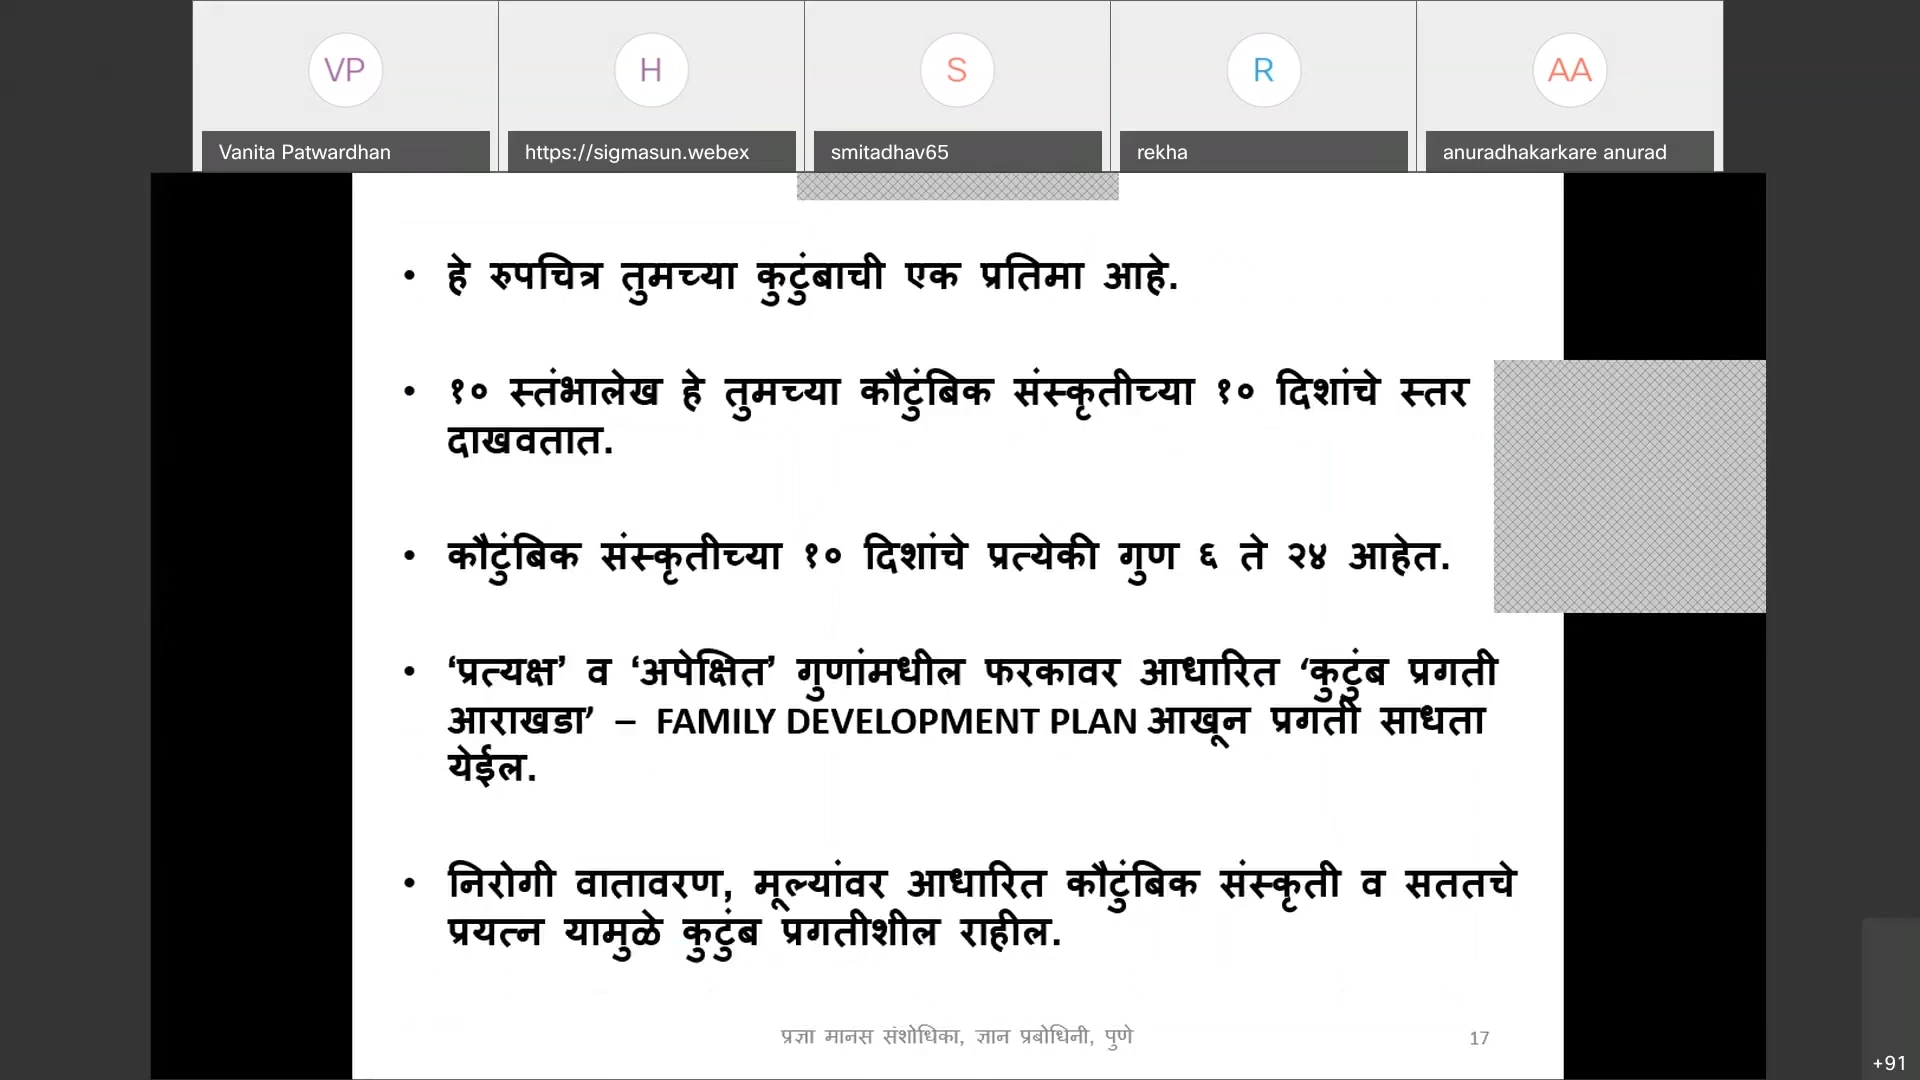 VP
H
S
R
AA
Vanita Patwardhan
https://sigmasun.webex
smitadhav65
rekha
anuradhakarkare anurad
• हे रुपचित्र तुमच्या कुटुंबाची एक प्रतिमा आहे.
• १० स्तंभालेख हे तुमच्या कौटुंबिक संस्कृतीच्या १० दिशांचे स्तर
दाखवतात.
• कौटुंबिक संस्कृतीच्या १० दिशांचे प्रत्येकी गुण ६ ते २४ आहेत.
• ‘प्रत्यक्ष’ व ‘अपेक्षित’ गुणांमधील फरकावर आधारित ‘कुटुंब प्रगती
आराखडा’ – FAMILY DEVELOPMENT PLAN आखून प्रगती साधता
येईल.
• निरोगी वातावरण, मूल्यांवर आधारित कौटुंबिक संस्कृती व सततचे
प्रयत्न यामुळे कुटुंब प्रगतीशील राहील.
प्रज्ञा मानस संशोधिका, ज्ञान प्रबोधिनी, पुणे
17
+91